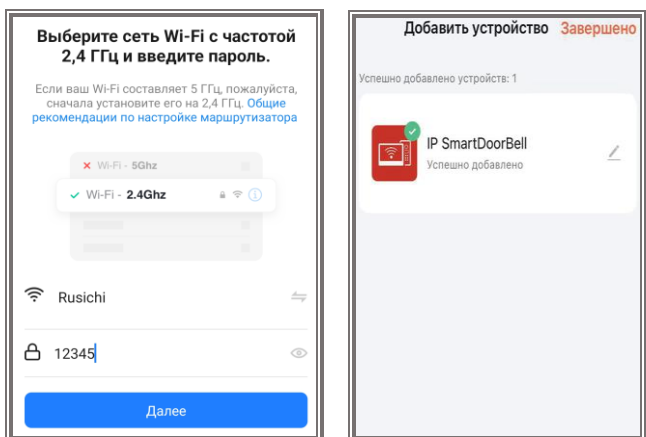 Выберите сеть Wi-Fi с частотой
2,4 ГГц и введите пароль.
Если ваш Wi-Fi составляет 5 ГГц, пожалуйста,
сначала установите его на 2,4 ГГц. Общие
рекомендации по настройке маршрутизатора
Wi-Fi - 5Ghz
Wi-Fi - 2.4Ghz
Rusichi
12345
Далее
Добавить устройство Завершено
Успешно добавлено устройств: 1
IP SmartDoorBell
Успешно добавлено